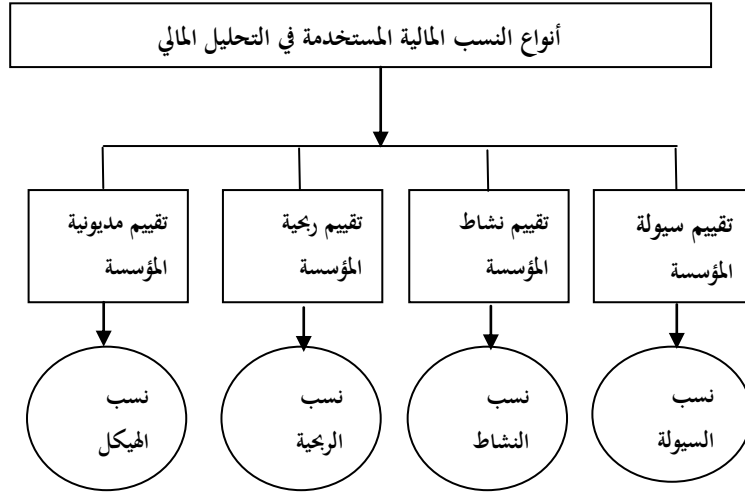 أنواع النسب المالية المستخدمة في التحليل المالي
تقييم سيولة
المؤسسة
تقييم نشاط
المؤسسة
تقييم ربحية
المؤسسة
تقييم مديونية
المؤسسة
نسب
السيولة
نسب
النشاط
نسب
الربحية
نسب
الهيكل